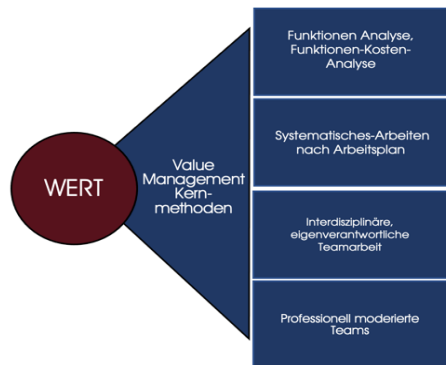 WERT
Value
Management
Kern-
methoden
Funktionen Analyse,
Funktionen-Kosten-
Analyse
Systematisches-Arbeiten
nach Arbeitsplan
Interdisziplinäre,
eigenverantwortliche
Teamarbeit
Professionell moderierte
Teams